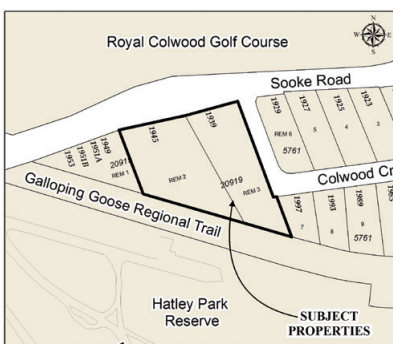 N
W E
S
Royal Colwood Golf Course
Sooke Road
1929
1927
1925
1923
1945
1939
1949
1951A
1951B
1953
REM 6
5
4
3
5761
20919
REM 1
REM 2
20919
REM 3
Colwood Cr
Galloping Goose Regional Trail
1997
1993
1989
1985
7
8
9
5761
Hatley Park
Reserve
SUBJECT
PROPERTIES